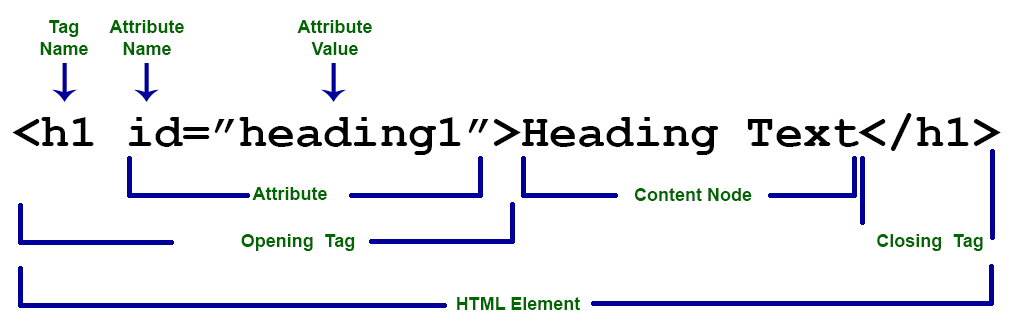 Tag Name
Attribute Name
Attribute Value
<h1 id=”heading1”>Heading Text</h1>
Attribute
Content Node
Opening Tag
Closing Tag
HTML Element